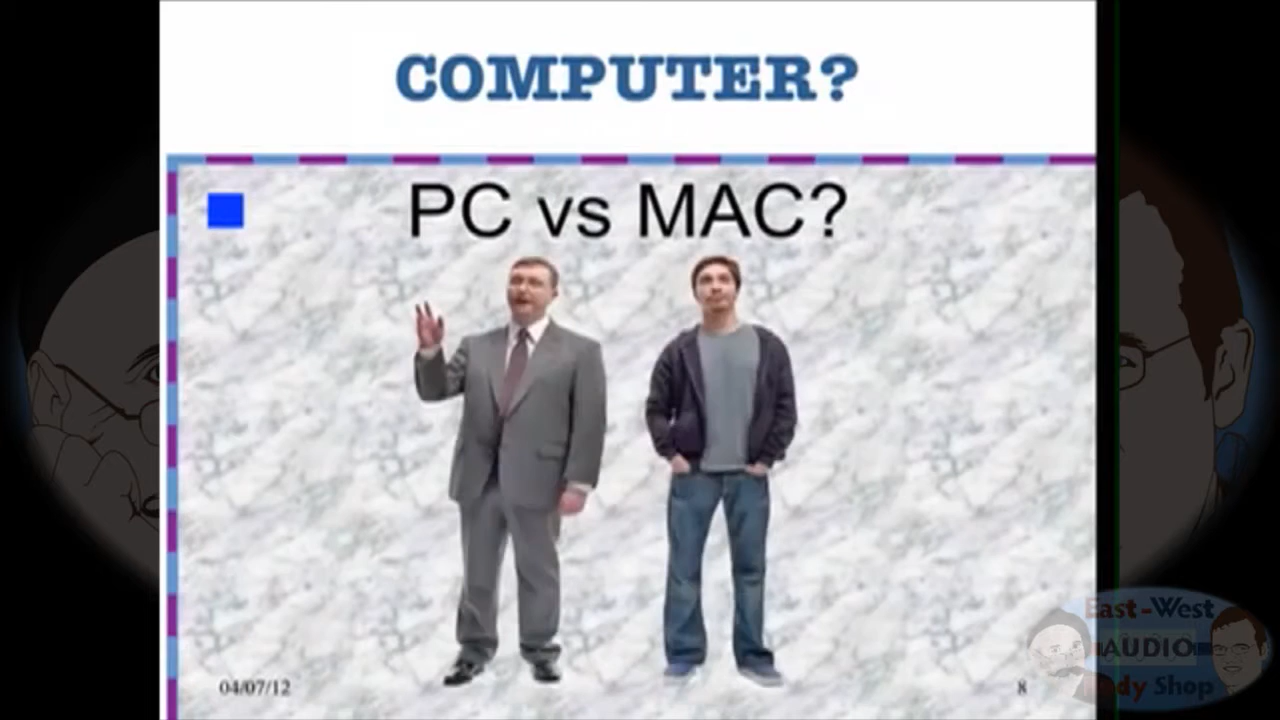 COMPUTER?
PC vs MAC?
04/07/12
8
East-West
AUDIO
Body Shop